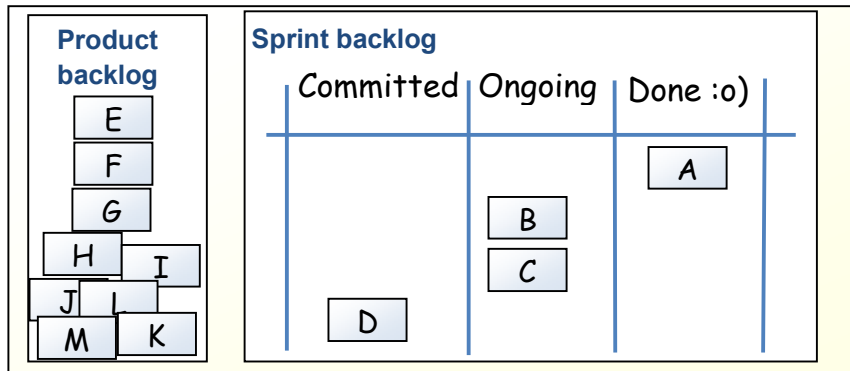 Product
backlog
E
F
G
H
I
J
L
M
K
Sprint backlog
Committed
Ongoing
Done :o)
A
B
C
D